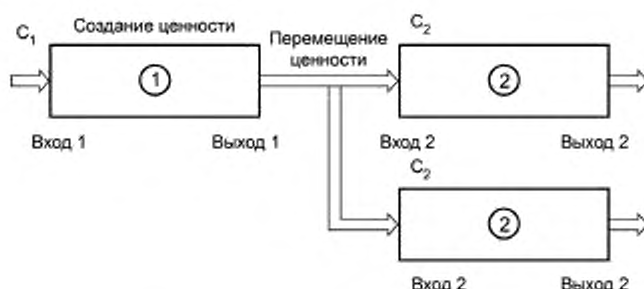 C1
Создание ценности
Перемещение
ценности
C2
1
2
Вход 1
Выход 1
Вход 2
Выход 2
C2
2
Вход 2
Выход 2